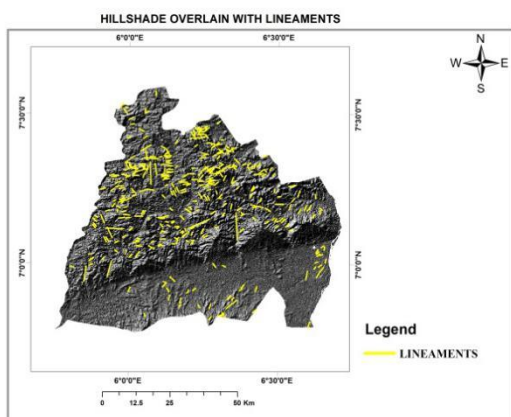 HILLSHADE OVERLAIN WITH LINEAMENTS
6°0'0"E 6°30'0"E
N
W E
S
7°30'0"N 7°30'0"N
7°0'0"N 7°0'0"N
Legend
LINEAMENTS
6°0'0"E 6°30'0"E
0 12.5 25 50 Km